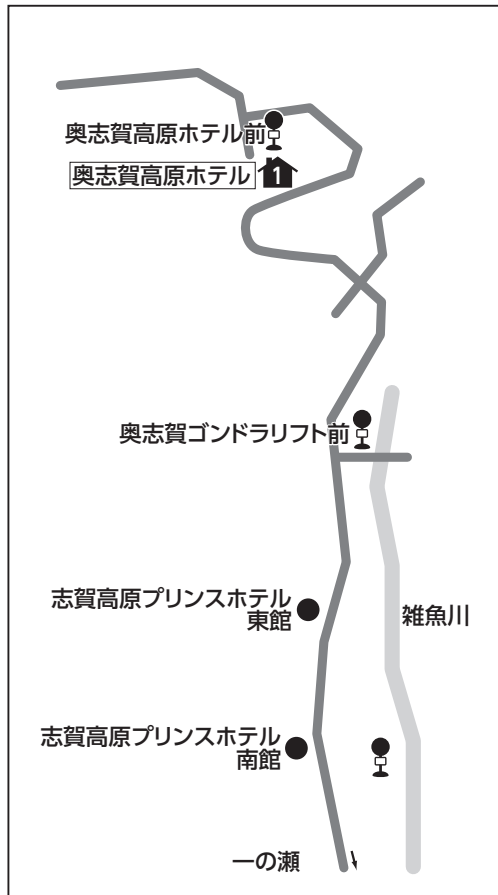 奥志賀高原ホテル前
奥志賀高原ホテル 1
奥志賀ゴンドラリフト前
志賀高原プリンスホテル
東館
雑魚川
志賀高原プリンスホテル
南館
一の瀬